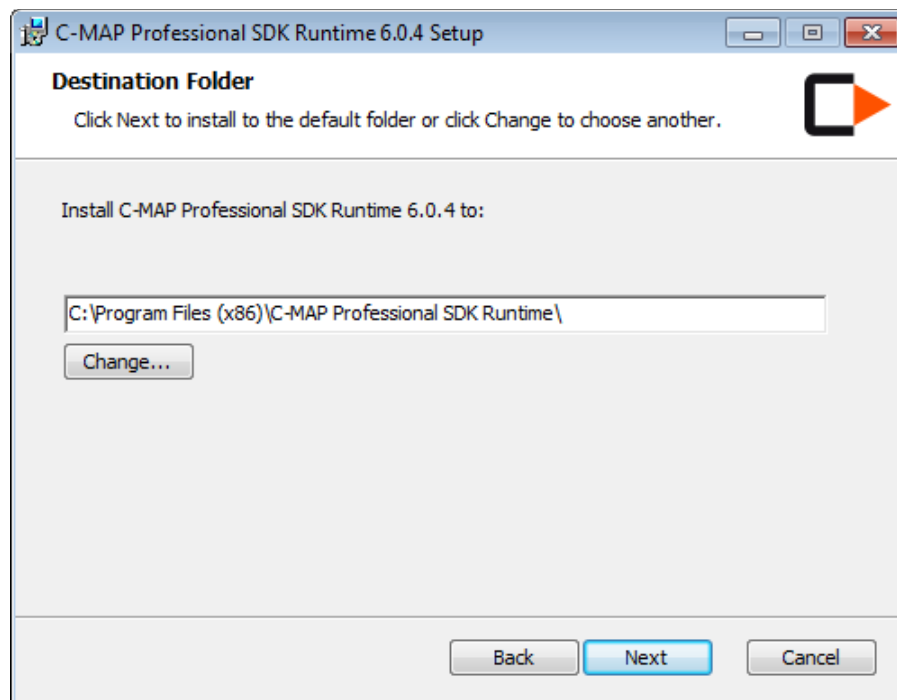 C-MAP Professional SDK Runtime 6.0.4 Setup
Destination Folder
Click Next to install to the default folder or click Change to choose another.
Install C-MAP Professional SDK Runtime 6.0.4 to:
C:\Program Files (x86)\C-MAP Professional SDK Runtime\
Change...
Back Next Cancel